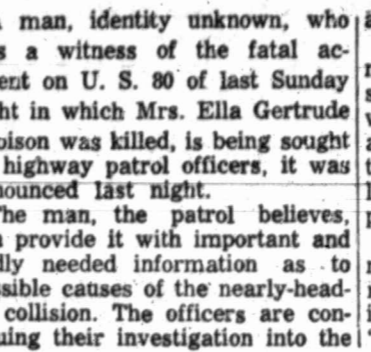 man, identity unknown, who
s a witness of the fatal ac-
ent on U. S. 80 of last Sunday
ht in which Mrs. Ella Gertrude
oison was killed, is being sought
highway patrol officers, it was
nounced last night.
he man, the patrol believes,
provide it with important and
lly needed information as to
ssible causes of the nearly-head-
collision. The officers are con-
uing their investigation into the